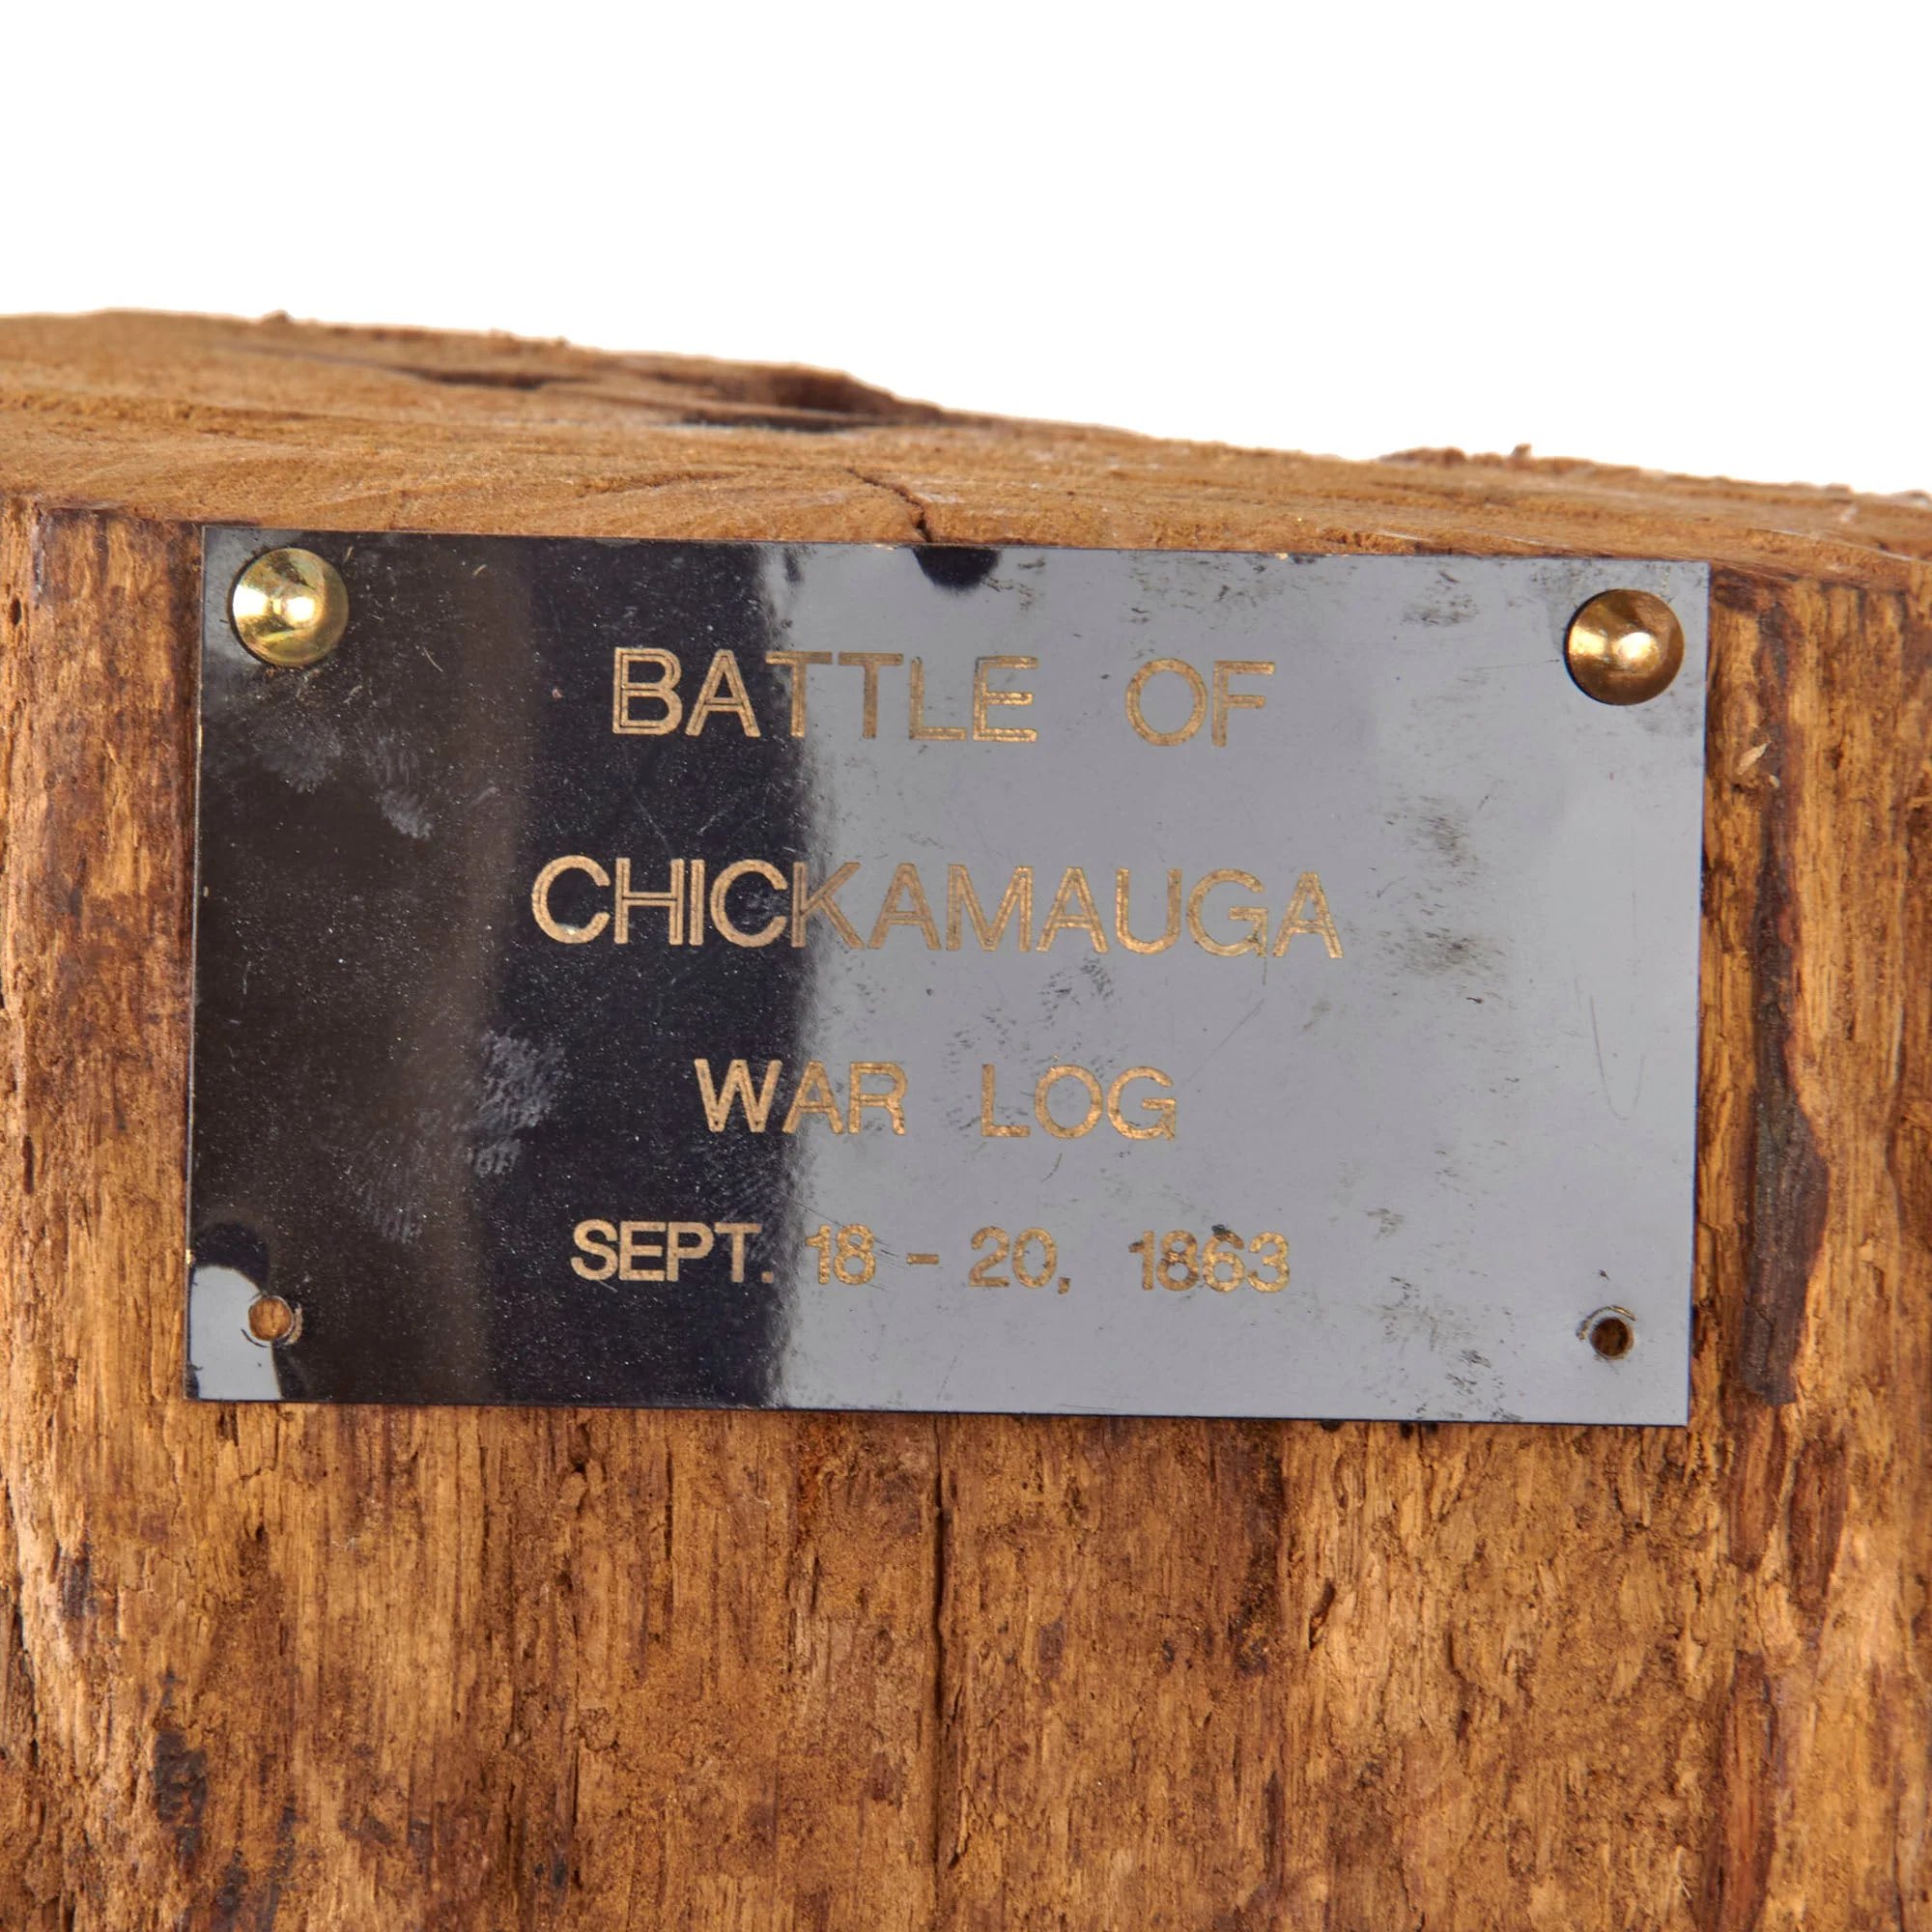 BATTLE OF
CHICKAMAUGA
WAR LOG
SEPT. 18 - 20, 1863